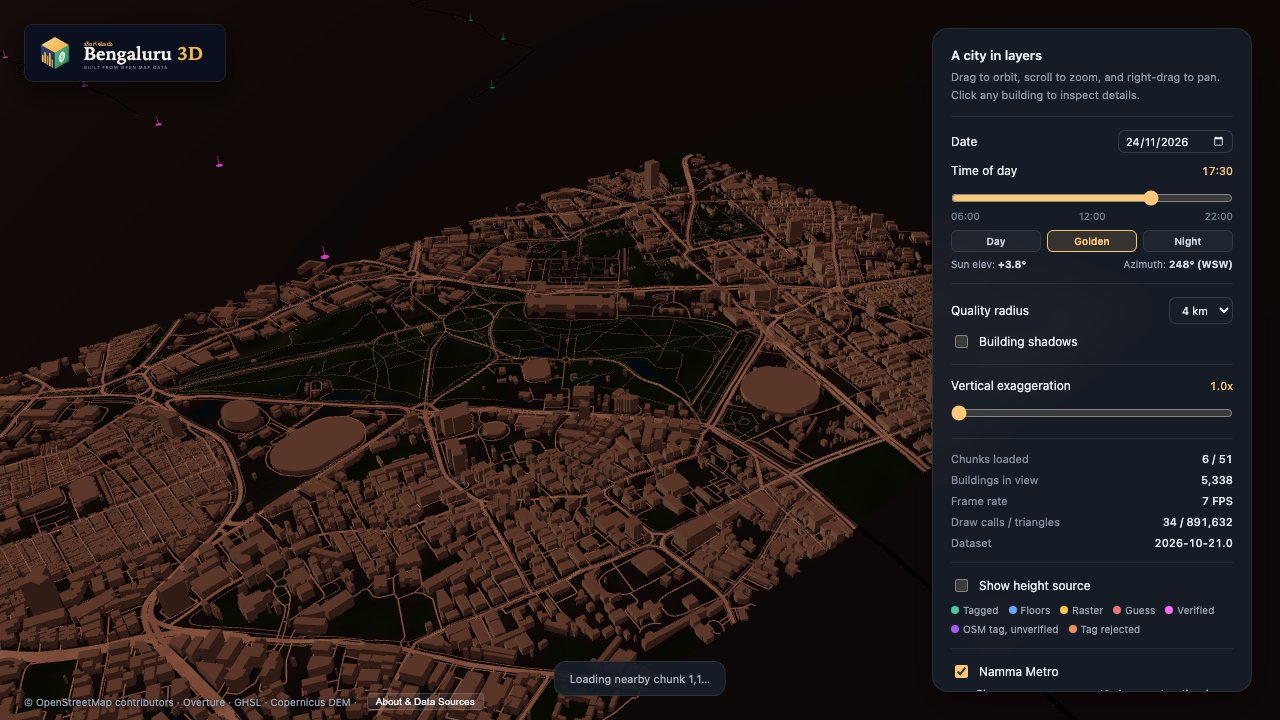 Bengaluru 3D
BUILT FROM OPEN MAP DATA
A city in layers
Drag to orbit, scroll to zoom, and right-drag to pan.
Click any building to inspect details.
Date 24/11/2026
Time of day 17:30
06:00 12:00 22:00
Day Golden Night
Sun elev: +3.8° Azimuth: 248° (WSW)
Quality radius 4 km
Building shadows
Vertical exaggeration 1.0x
Chunks loaded 6 / 51
Buildings in view 5,338
Frame rate 7 FPS
Draw calls / triangles 34 / 891,632
Dataset 2026-10-21.0
Show height source
Tagged Floors Raster Guess Verified
OSM tag, unverified Tag rejected
Namma Metro
Loading nearby chunk 1,1...
© OpenStreetMap contributors · Overture · GHSL · Copernicus DEM · About & Data Sources